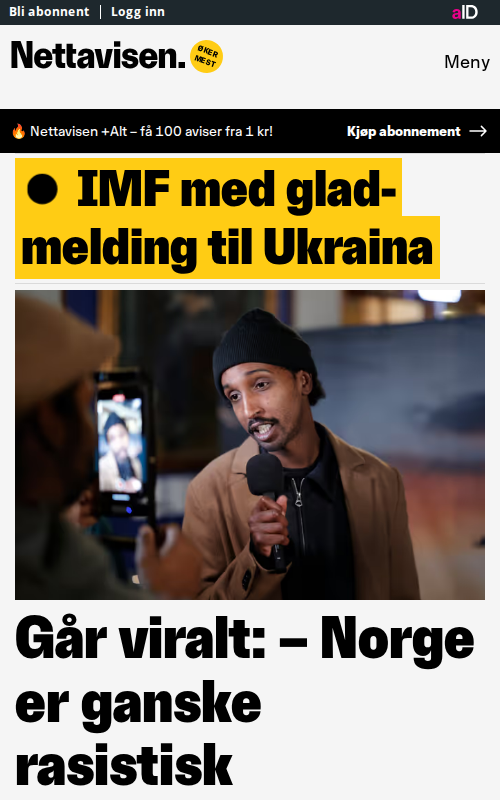 Bli abonnent | Logg inn
aID
Nettavisen.
ØKER
MEST
Meny
🔥 Nettavisen +Alt – få 100 aviser fra 1 kr!
Kjøp abonnement →
● IMF med glad-
melding til Ukraina
Går viralt: – Norge
er ganske
rasistisk